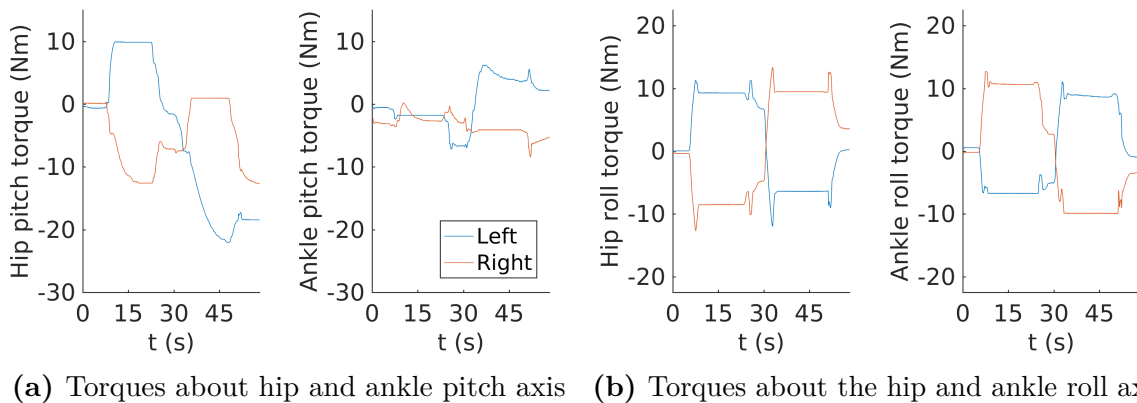 Hip pitch torque (Nm)
10
0
-10
-20
-30
0 15 30 45
t (s)
Ankle pitch torque (Nm)
10
0
-10
-20
-30
0 15 30 45
t (s)
Left
Right
Hip roll torque (Nm)
20
10
0
-10
-20
0 15 30 45
t (s)
Ankle roll torque (Nm)
20
10
0
-10
-20
0 15 30 45
t (s)
(a) Torques about hip and ankle pitch axis
(b) Torques about the hip and ankle roll